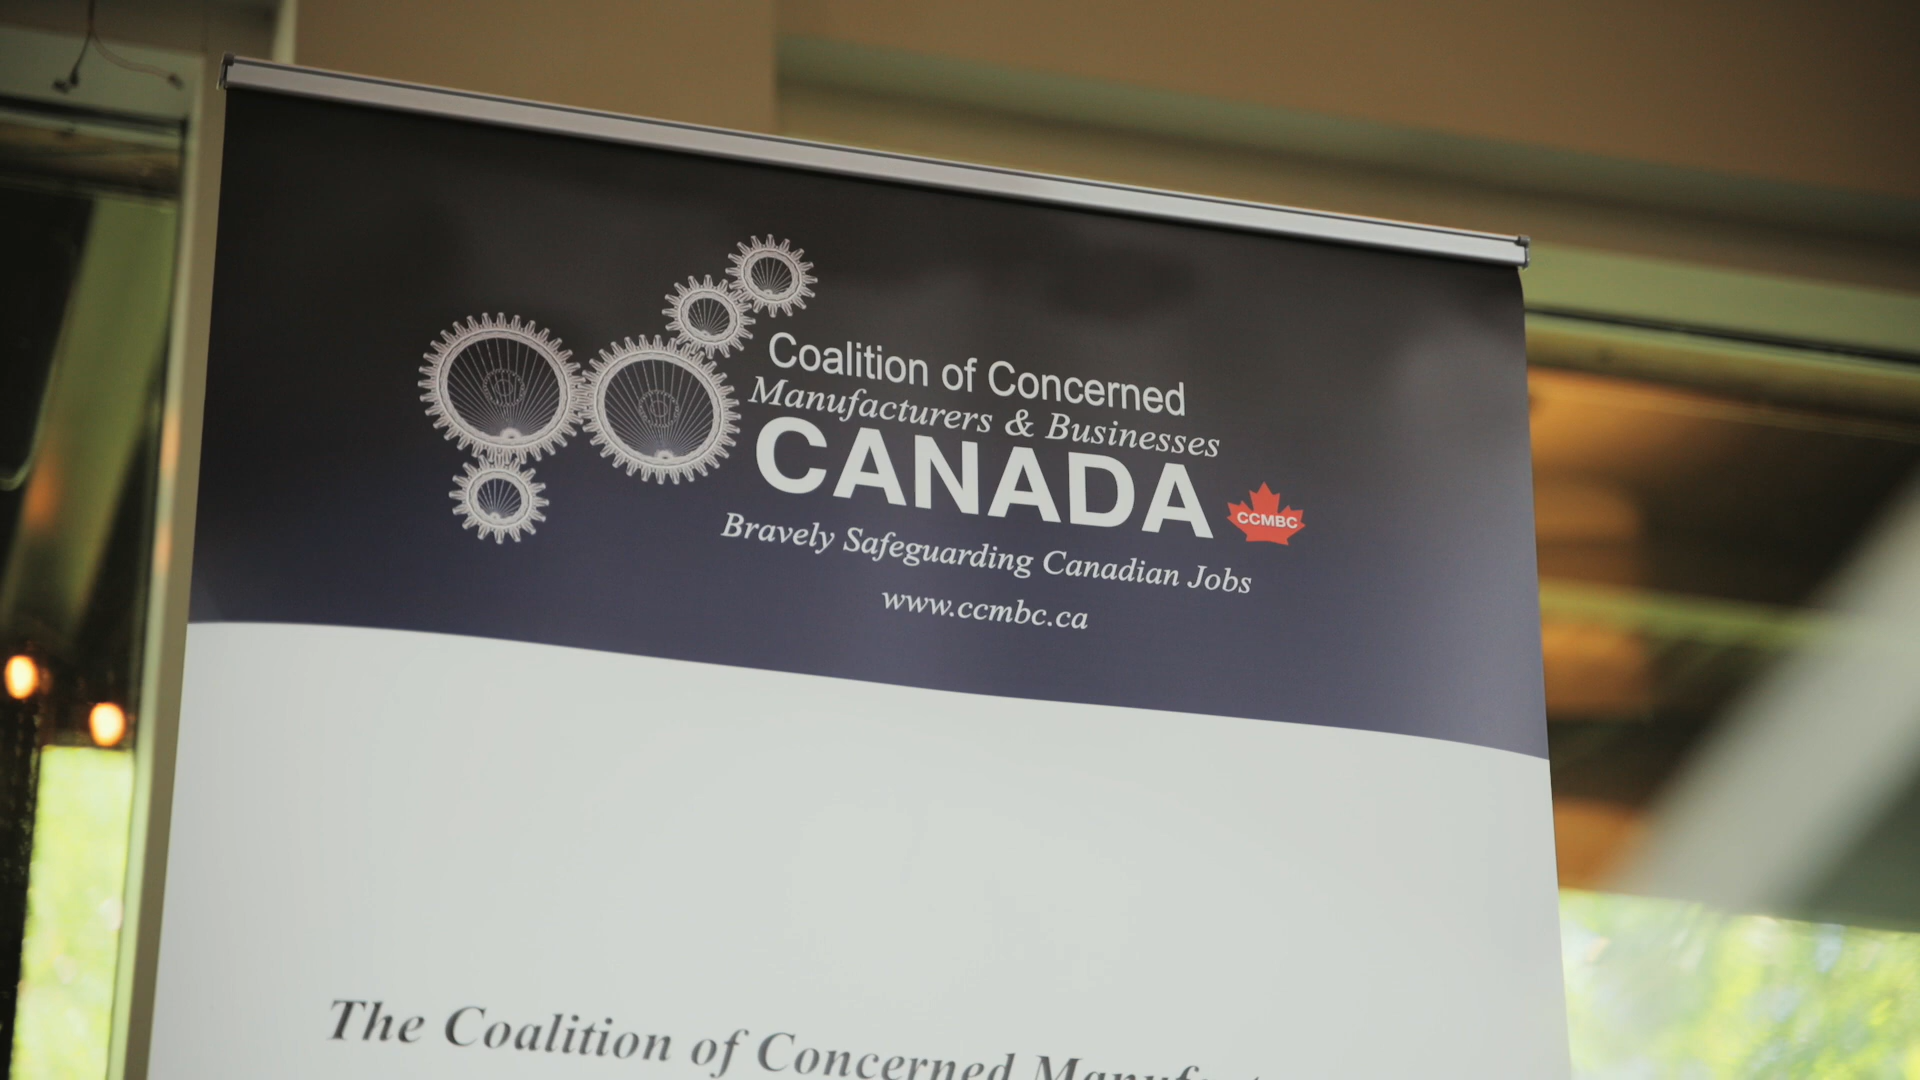 Coalition of Concerned
Manufacturers & Businesses
CANADA
CCMBC
Bravely Safeguarding Canadian Jobs
www.ccmbc.ca
The Coalition of Concerned